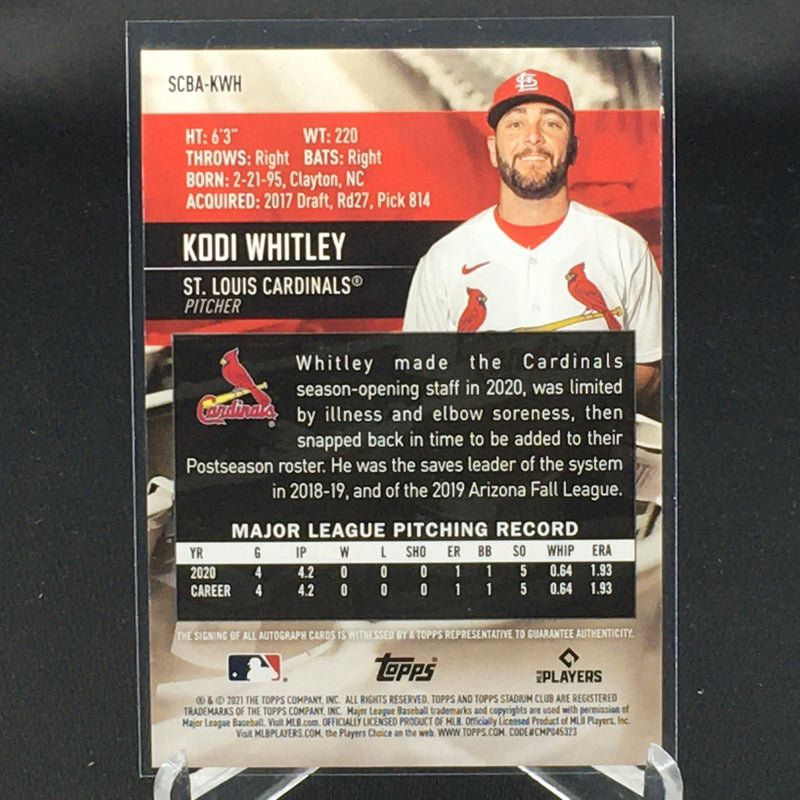 SCBA-KWH
HT: 6'3" WT: 220
THROWS: Right BATS: Right
BORN: 2-21-95, Clayton, NC
ACQUIRED: 2017 Draft, Rd27, Pick 814
KODI WHITLEY
ST. LOUIS CARDINALS®
PITCHER
Cardinals
Whitley made the Cardinals
season-opening staff in 2020, was limited
by illness and elbow soreness, then
snapped back in time to be added to their
Postseason roster. He was the saves leader of the system
in 2018-19, and of the 2019 Arizona Fall League.
MAJOR LEAGUE PITCHING RECORD
YR G IP W L SHO ER BB SO WHIP ERA
2020 4 4.2 0 0 0 1 1 5 0.64 1.93
CAREER 4 4.2 0 0 0 1 1 5 0.64 1.93
THE SIGNING OF ALL AUTOGRAPH CARDS IS WITNESSED BY A TOPPS REPRESENTATIVE TO GUARANTEE AUTHENTICITY.
topps PLAYERS
® & © 2021 THE TOPPS COMPANY, INC. ALL RIGHTS RESERVED. TOPPS AND TOPPS STADIUM CLUB ARE REGISTERED
TRADEMARKS OF THE TOPPS COMPANY, INC. Major League Baseball trademarks and copyrights are used with permission of
Major League Baseball. Visit MLB.com. OFFICIALLY LICENSED PRODUCT OF MLB. Officially Licensed Product of MLB Players, Inc.
Visit MLBPLAYERS.COM, the Players Choice on the web. WWW.TOPPS.COM. CODE#CMP045323